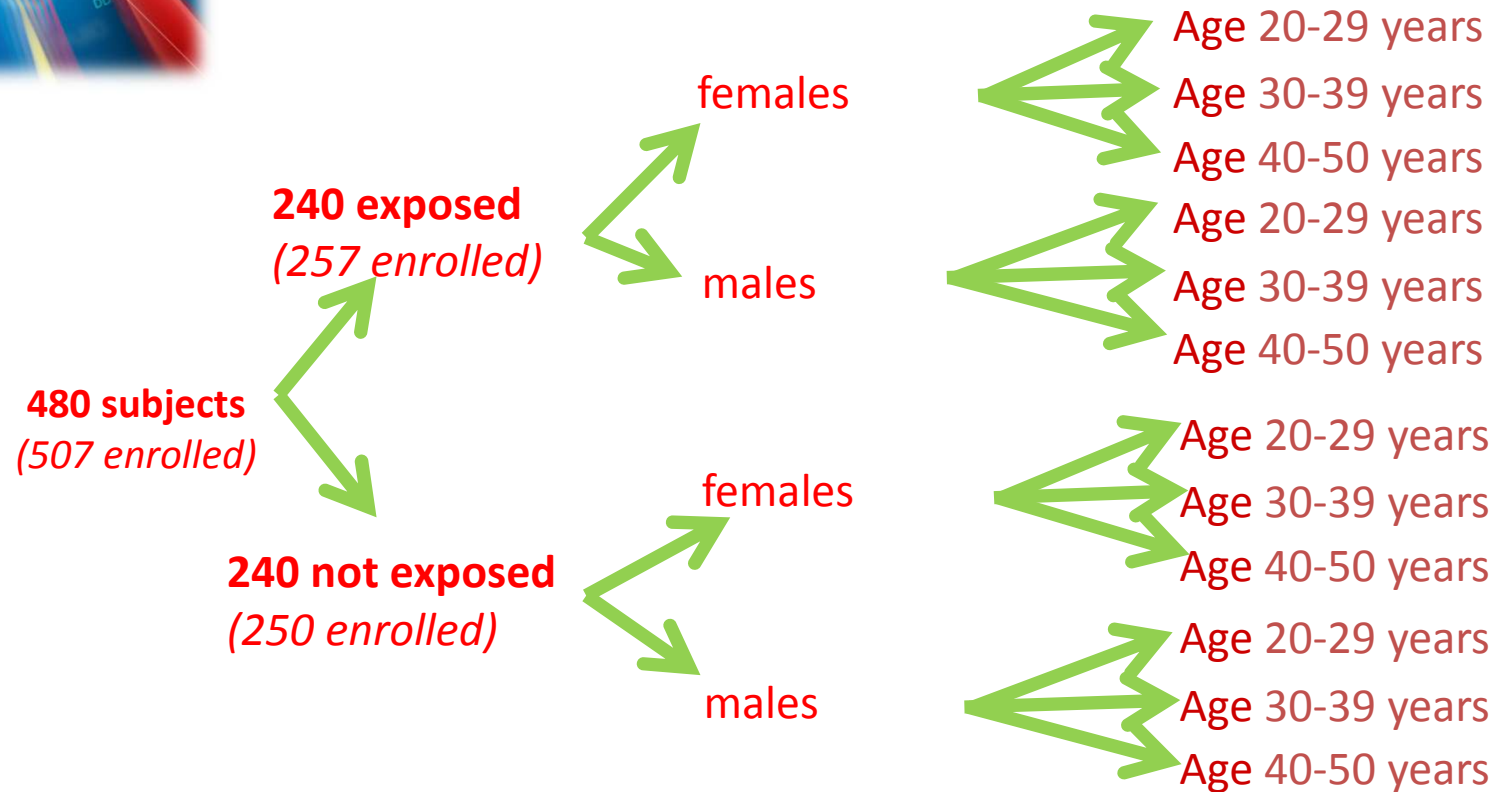 480 subjects
(507 enrolled)
240 exposed
(257 enrolled)
females
Age 20-29 years
Age 30-39 years
Age 40-50 years
males
Age 20-29 years
Age 30-39 years
Age 40-50 years
240 not exposed
(250 enrolled)
females
Age 20-29 years
Age 30-39 years
Age 40-50 years
males
Age 20-29 years
Age 30-39 years
Age 40-50 years